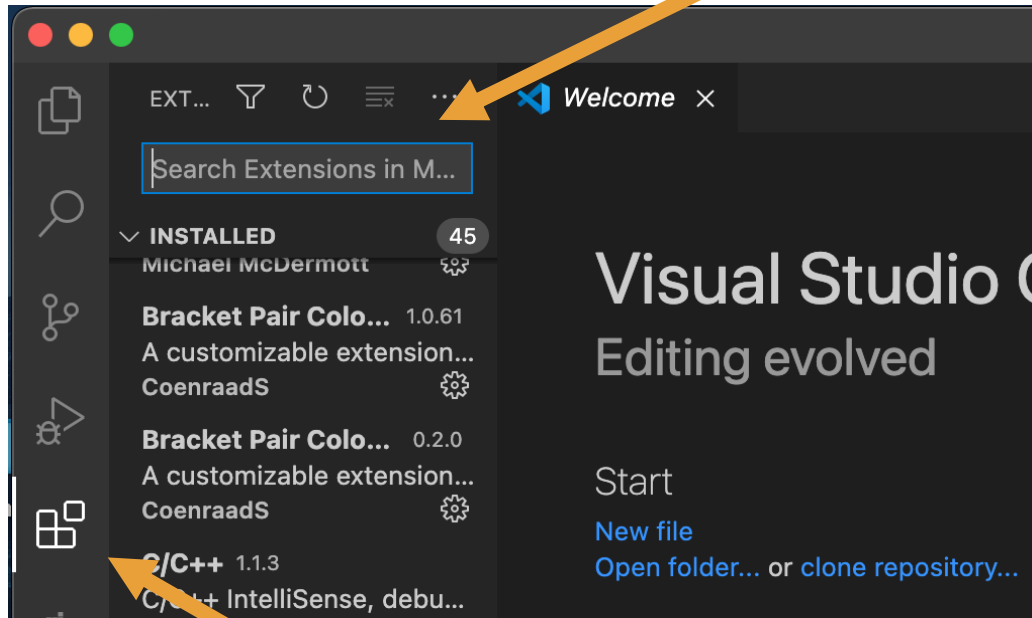 EXT...
Welcome
Search Extensions in M...
INSTALLED 45
Michael McDermott
Bracket Pair Colo... 1.0.61
A customizable extension...
CoenraadS
Bracket Pair Colo... 0.2.0
A customizable extension...
CoenraadS
C/C++ 1.1.3
C/C++ IntelliSense, debu...
Visual Studio
Editing evolved
Start
New file
Open folder... or clone repository...